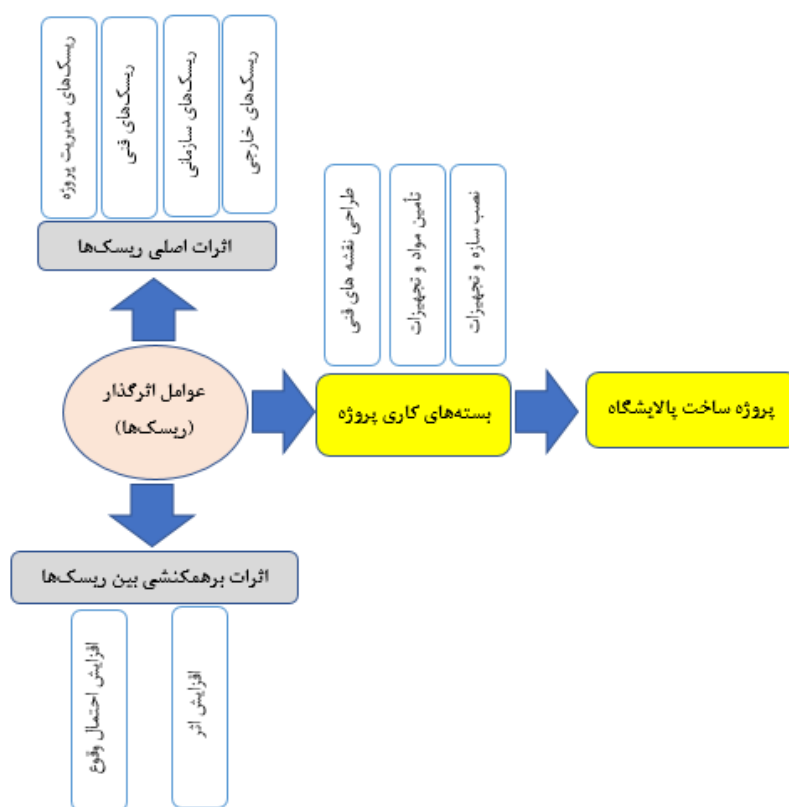 ریسک‌های خارجی
ریسک‌های سازمانی
ریسک‌های فنی
ریسک‌های مدیریت پروژه
اثرات اصلی ریسک‌ها
نصب سازه و تجهیزات
تأمین مواد و تجهیزات
طراحی نقشه های فنی
عوامل اثرگذار
(ریسک‌ها)
بسته‌های کاری پروژه
پروژه ساخت پالایشگاه
اثرات برهمکنشی بین ریسک‌ها
افزایش اثر
افزایش احتمال وقوع